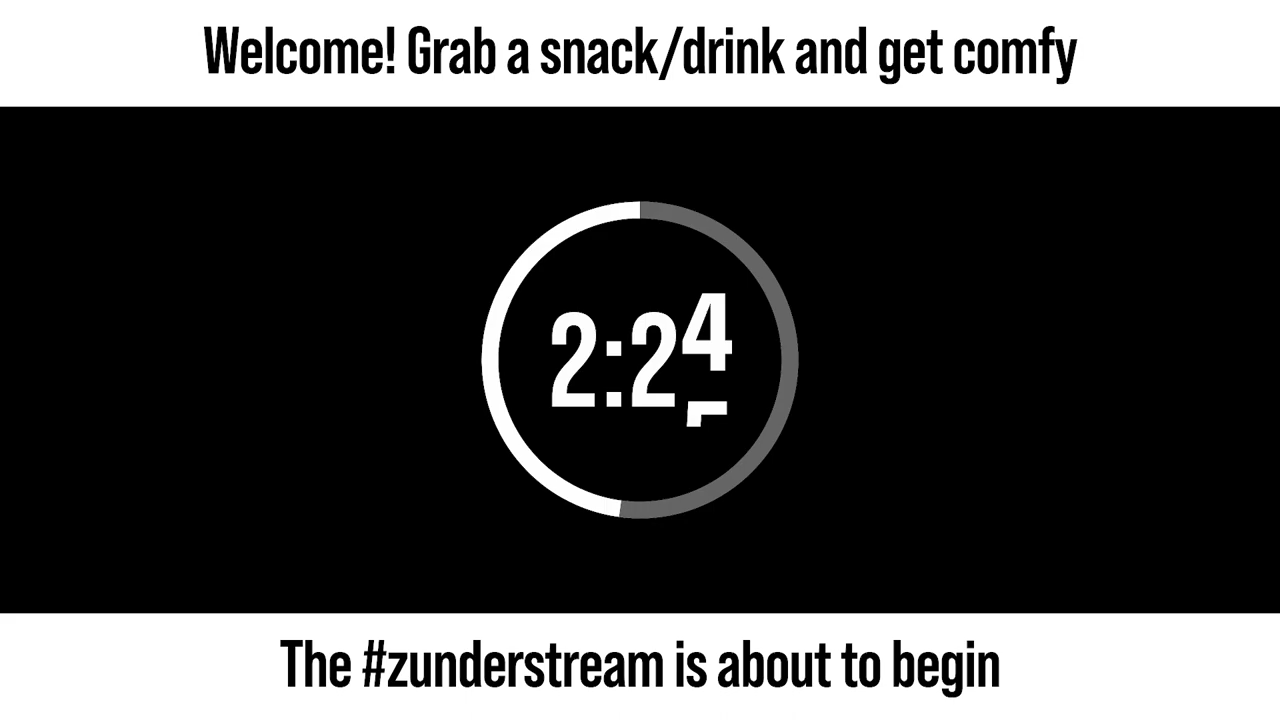 Welcome! Grab a snack/drink and get comfy
2:24
The #zunderstream is about to begin